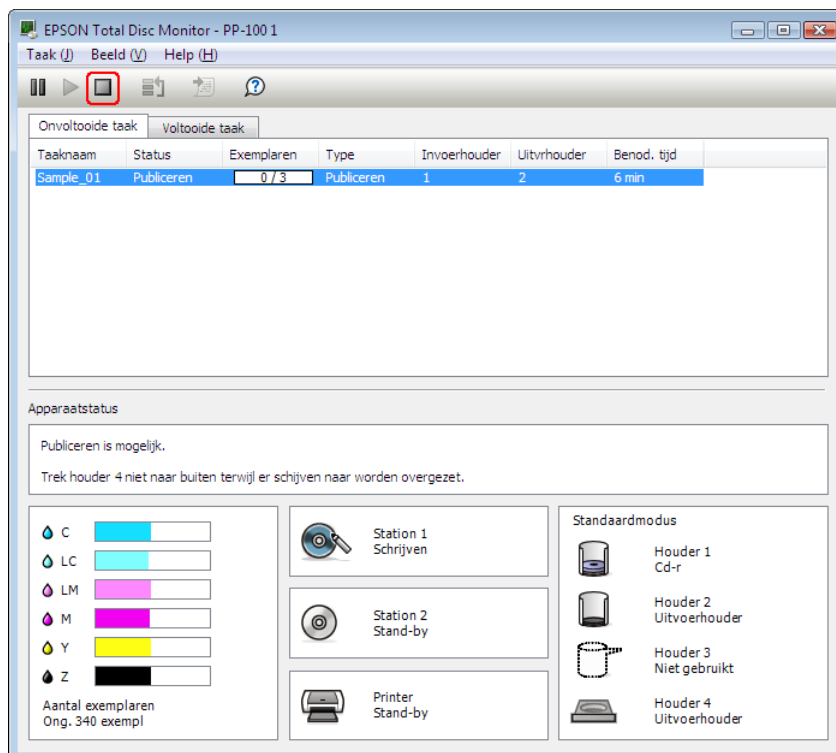 EPSON Total Disc Monitor - PP-100 1
Taak (J) Beeld (V) Help (H)
Onvoltooide taak Voltooide taak
Taaknaam Status Exemplaren Type Invoerhouder Uitvrhouder Benod. tijd
Sample_01 Publiceren 0 / 3 Publiceren 1 2 6 min
Apparaatstatus
Publiceren is mogelijk.
Trek houder 4 niet naar buiten terwijl er schijven naar worden overgezet.
C
LC
LM
M
Y
Z
Aantal exemplaren
Ong. 340 exempl
Station 1
Schrijven
Station 2
Stand-by
Printer
Stand-by
Standaardmodus
Houder 1
Cd-r
Houder 2
Uitvoerhouder
Houder 3
Niet gebruikt
Houder 4
Uitvoerhouder